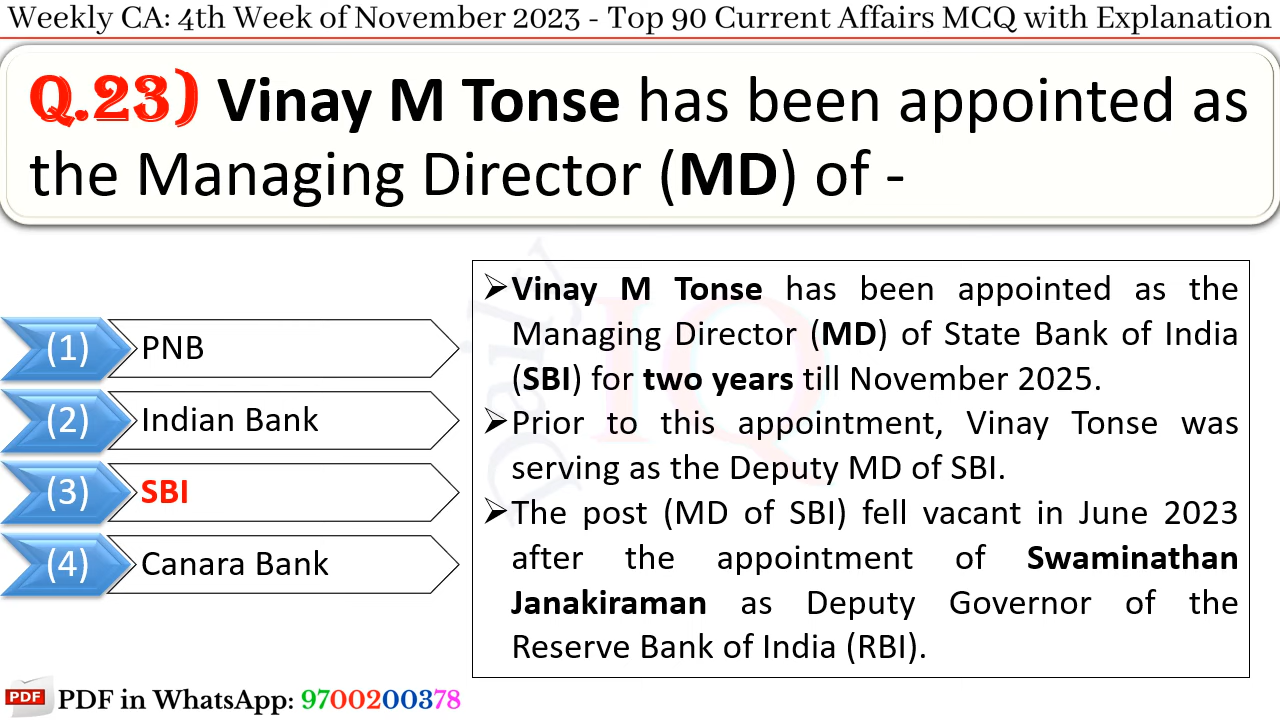 Weekly CA: 4th Week of November 2023 - Top 90 Current Affairs MCQ with Explanation
Q.23) Vinay M Tonse has been appointed as
the Managing Director (MD) of -
(1) PNB
(2) Indian Bank
(3) SBI
(4) Canara Bank
➢Vinay M Tonse has been appointed as the
Managing Director (MD) of State Bank of India
(SBI) for two years till November 2025.
➢Prior to this appointment, Vinay Tonse was
serving as the Deputy MD of SBI.
➢The post (MD of SBI) fell vacant in June 2023
after the appointment of Swaminathan
Janakiraman as Deputy Governor of the
Reserve Bank of India (RBI).
Daily
IQ
PDF
PDF in WhatsApp: 9700200378